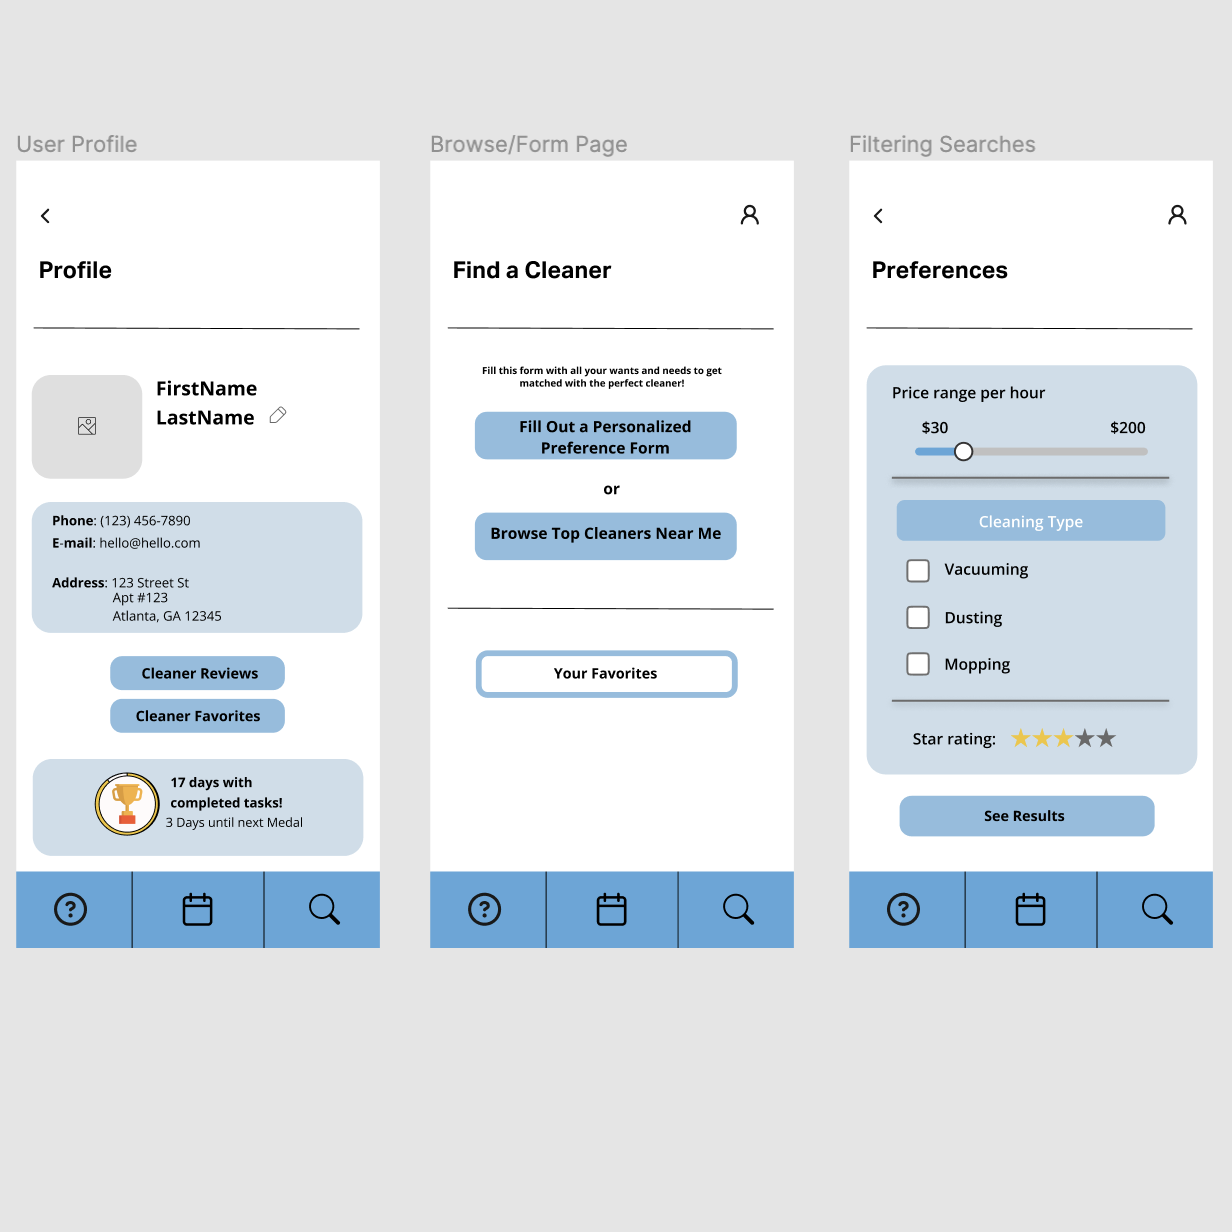 User Profile
Profile
FirstName
LastName
Phone: (123) 456-7890
E-mail: hello@hello.com
Address: 123 Street St
Apt #123
Atlanta, GA 12345
Cleaner Reviews
Cleaner Favorites
17 days with
completed tasks!
3 Days until next Medal
?
Browse/Form Page
Find a Cleaner
Fill this form with all your wants and needs to get
matched with the perfect cleaner!
Fill Out a Personalized
Preference Form
or
Browse Top Cleaners Near Me
Your Favorites
?
Filtering Searches
Preferences
Price range per hour
$30 $200
Cleaning Type
Vacuuming
Dusting
Mopping
Star rating:
See Results
?